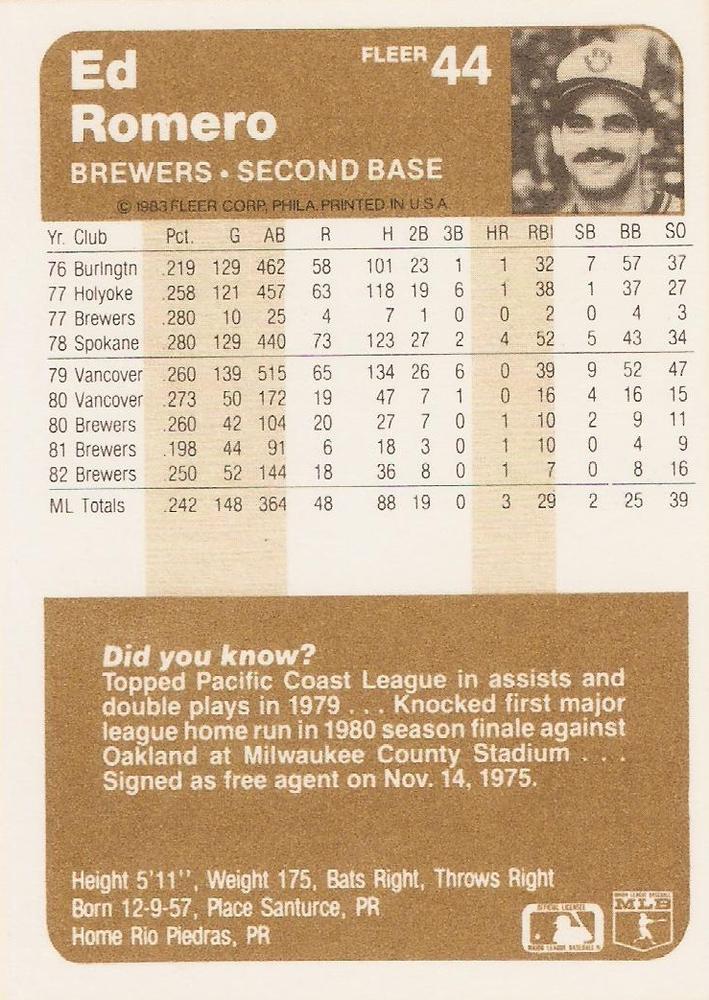 Ed
Romero
FLEER 44
BREWERS • SECOND BASE
© 1983 FLEER CORP., PHILA. PRINTED IN U.S.A.
Yr. Club Pct. G AB R H 2B 3B HR RBI SB BB SO
76 Burlngtn .219 129 462 58 101 23 1 1 32 7 57 37
77 Holyoke .258 121 457 63 118 19 6 1 38 1 37 27
77 Brewers .280 10 25 4 7 1 0 0 2 0 4 3
78 Spokane .280 129 440 73 123 27 2 4 52 5 43 34
79 Vancover .260 139 515 65 134 26 6 0 39 9 52 47
80 Vancover .273 50 172 19 47 7 1 0 16 4 16 15
80 Brewers .260 42 104 20 27 7 0 1 10 2 9 11
81 Brewers .198 44 91 6 18 3 0 1 10 0 4 9
82 Brewers .250 52 144 18 36 8 0 1 7 0 8 16
ML Totals .242 148 364 48 88 19 0 3 29 2 25 39
Did you know?
Topped Pacific Coast League in assists and
double plays in 1979 . . . Knocked first major
league home run in 1980 season finale against
Oakland at Milwaukee County Stadium . . .
Signed as free agent on Nov. 14, 1975.
Height 5'11'', Weight 175, Bats Right, Throws Right
Born 12-9-57, Place Santurce, PR
Home Rio Piedras, PR
OFFICIAL LICENSEE
MAJOR LEAGUE BASEBALL
MAJOR LEAGUE BASEBALL
MLB